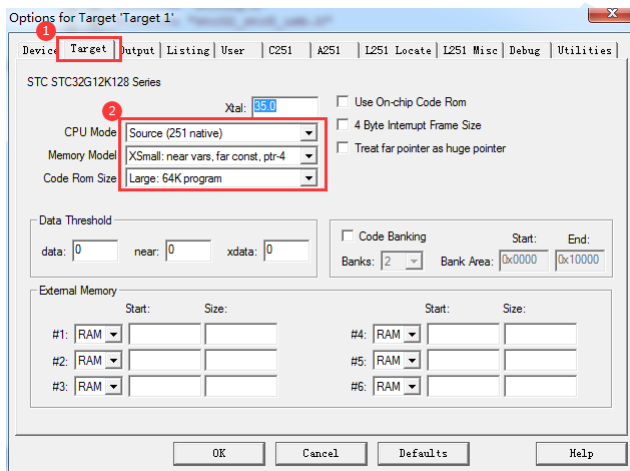 Options for Target 'Target 1'
1
Device Target Output Listing User C251 A251 L251 Locate L251 Misc Debug Utilities
STC STC32G12K128 Series
Xtal: 35.0
Use On-chip Code Rom
2
CPU Mode Source (251 native)
4 Byte Interrupt Frame Size
Memory Model XSmall: near vars, far const, ptr-4
Treat far pointer as huge pointer
Code Rom Size Large: 64K program
Data Threshold
data: 0 near: 0 xdata: 0
Code Banking Start: End:
Banks: 2 Bank Area: 0x0000 0x10000
External Memory
Start: Size: Start: Size:
#1: RAM #4: RAM
#2: RAM #5: RAM
#3: RAM #6: RAM
OK Cancel Defaults Help